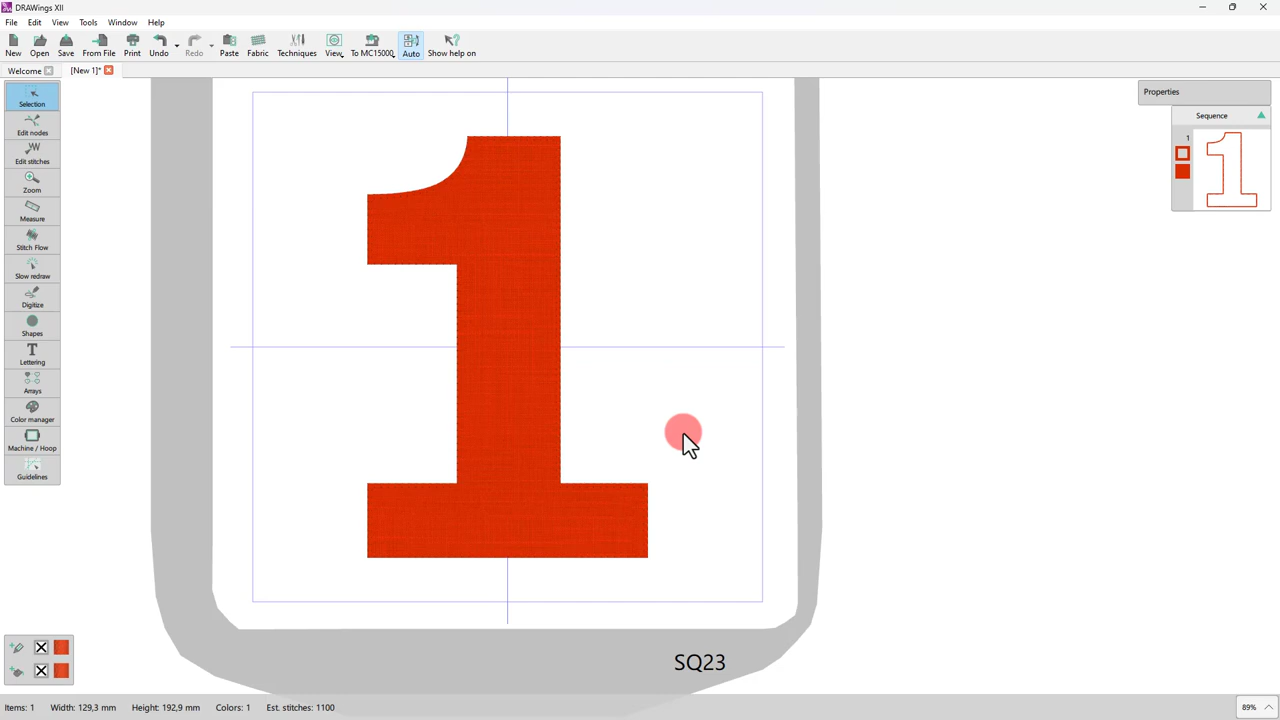 DRAWings XII
File Edit View Tools Window Help
New Open Save From File Print Undo Redo Paste Fabric Techniques View To MC15000 Auto Show help on
Welcome [New 1]*
Selection
Edit nodes
Edit stitches
Zoom
Measure
Stitch Flow
Slow redraw
Digitize
Shapes
Lettering
Arrays
Color manager
Machine / Hoop
Guidelines
1
SQ23
Properties
Sequence
1
1
Items: 1 Width: 129,3 mm Height: 192,9 mm Colors: 1 Est. stitches: 1100 89%